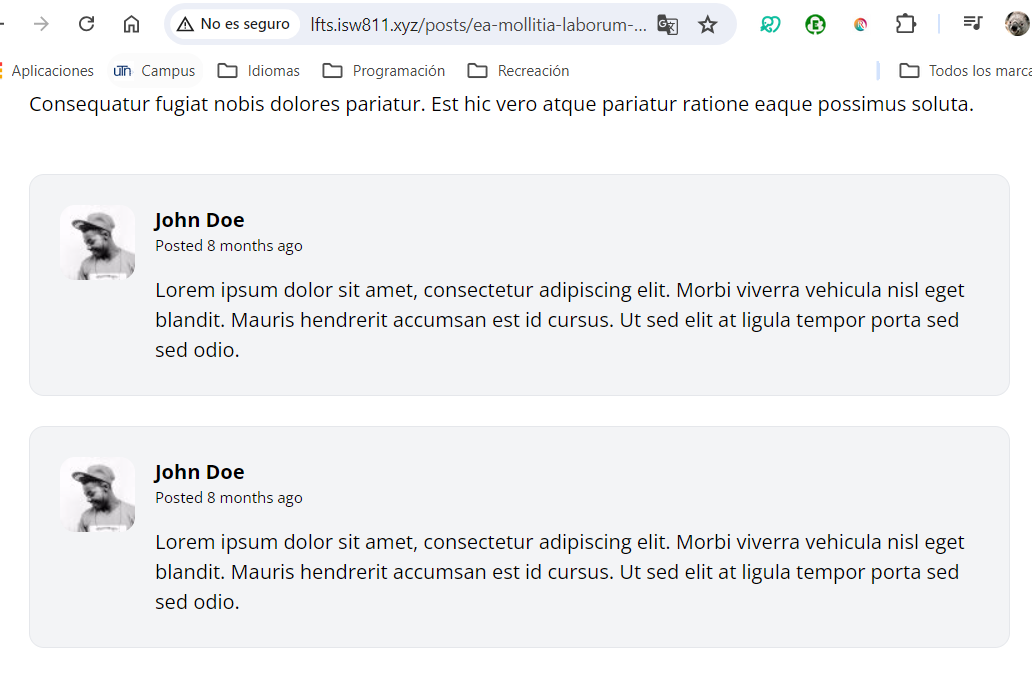 No es seguro lfts.isw811.xyz/posts/ea-mollitia-laborum-...
Aplicaciones Campus Idiomas Programación Recreación Todos los marca
Consequatur fugiat nobis dolores pariatur. Est hic vero atque pariatur ratione eaque possimus soluta.
John Doe
Posted 8 months ago
Lorem ipsum dolor sit amet, consectetur adipiscing elit. Morbi viverra vehicula nisl eget
blandit. Mauris hendrerit accumsan est id cursus. Ut sed elit at ligula tempor porta sed
sed odio.
John Doe
Posted 8 months ago
Lorem ipsum dolor sit amet, consectetur adipiscing elit. Morbi viverra vehicula nisl eget
blandit. Mauris hendrerit accumsan est id cursus. Ut sed elit at ligula tempor porta sed
sed odio.